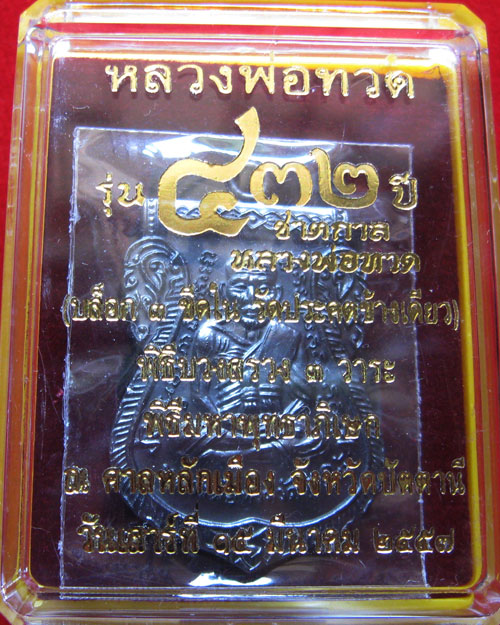 หลวงพ่อทวด
รุ่น ๔๓๒ ปี
ชาตกาล
หลวงพ่อทวด
(บล็อก ๓ ขีดใน รัดประคตข้างเดียว)
พิธีบวงสรวง ๓ วาระ
พิธีมหาพุทธาภิเษก
ณ ศาลหลักเมือง จังหวัดปัตตานี
วันเสาร์ที่ ๑๕ มีนาคม ๒๕๕๗